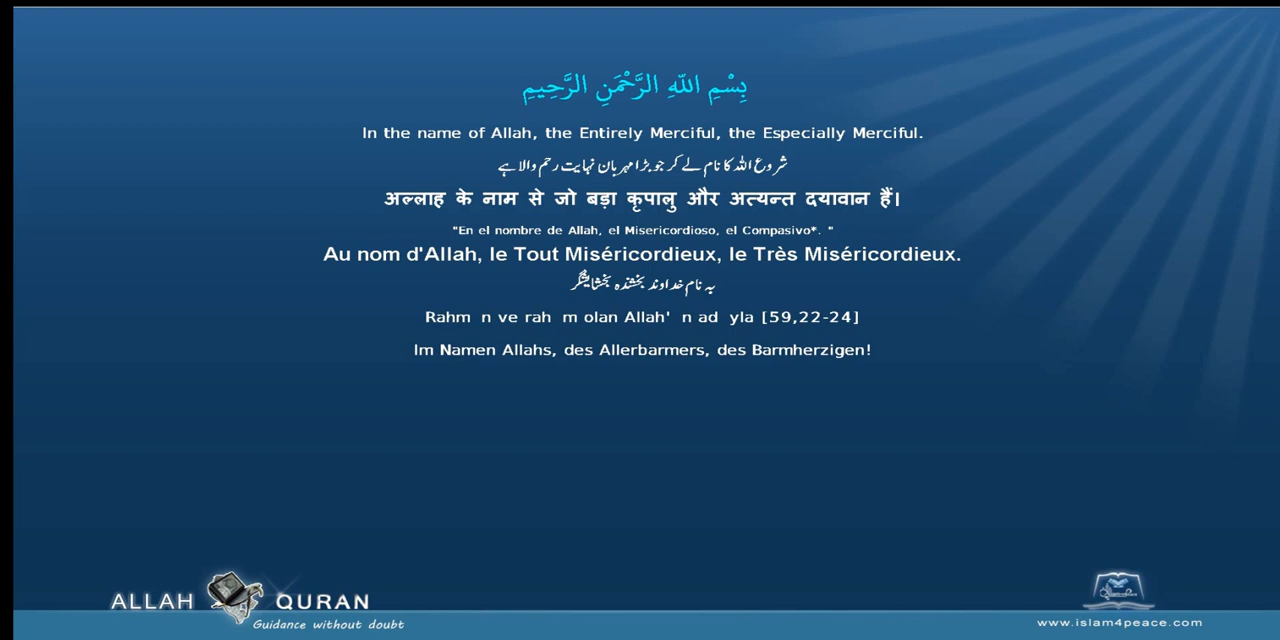 بِسْمِ اللَّهِ الرَّحْمَنِ الرَّحِيمِ
In the name of Allah, the Entirely Merciful, the Especially Merciful.
شروع اللہ کا نام لے کر جو بڑا مہربان نہایت رحم والا ہے
अल्लाह के नाम से जो बड़ा कृपालु और अत्यन्त दयावान हैं।
"En el nombre de Allah, el Misericordioso, el Compasivo*. "
Au nom d'Allah, le Tout Miséricordieux, le Très Miséricordieux.
به نام خداوند بخشنده بخشایشگر
Rahm n ve rah m olan Allah' n ad yla [59,22-24]
Im Namen Allahs, des Allerbarmers, des Barmherzigen!
ALLAH QURAN
Guidance without doubt
www.islam4peace.com